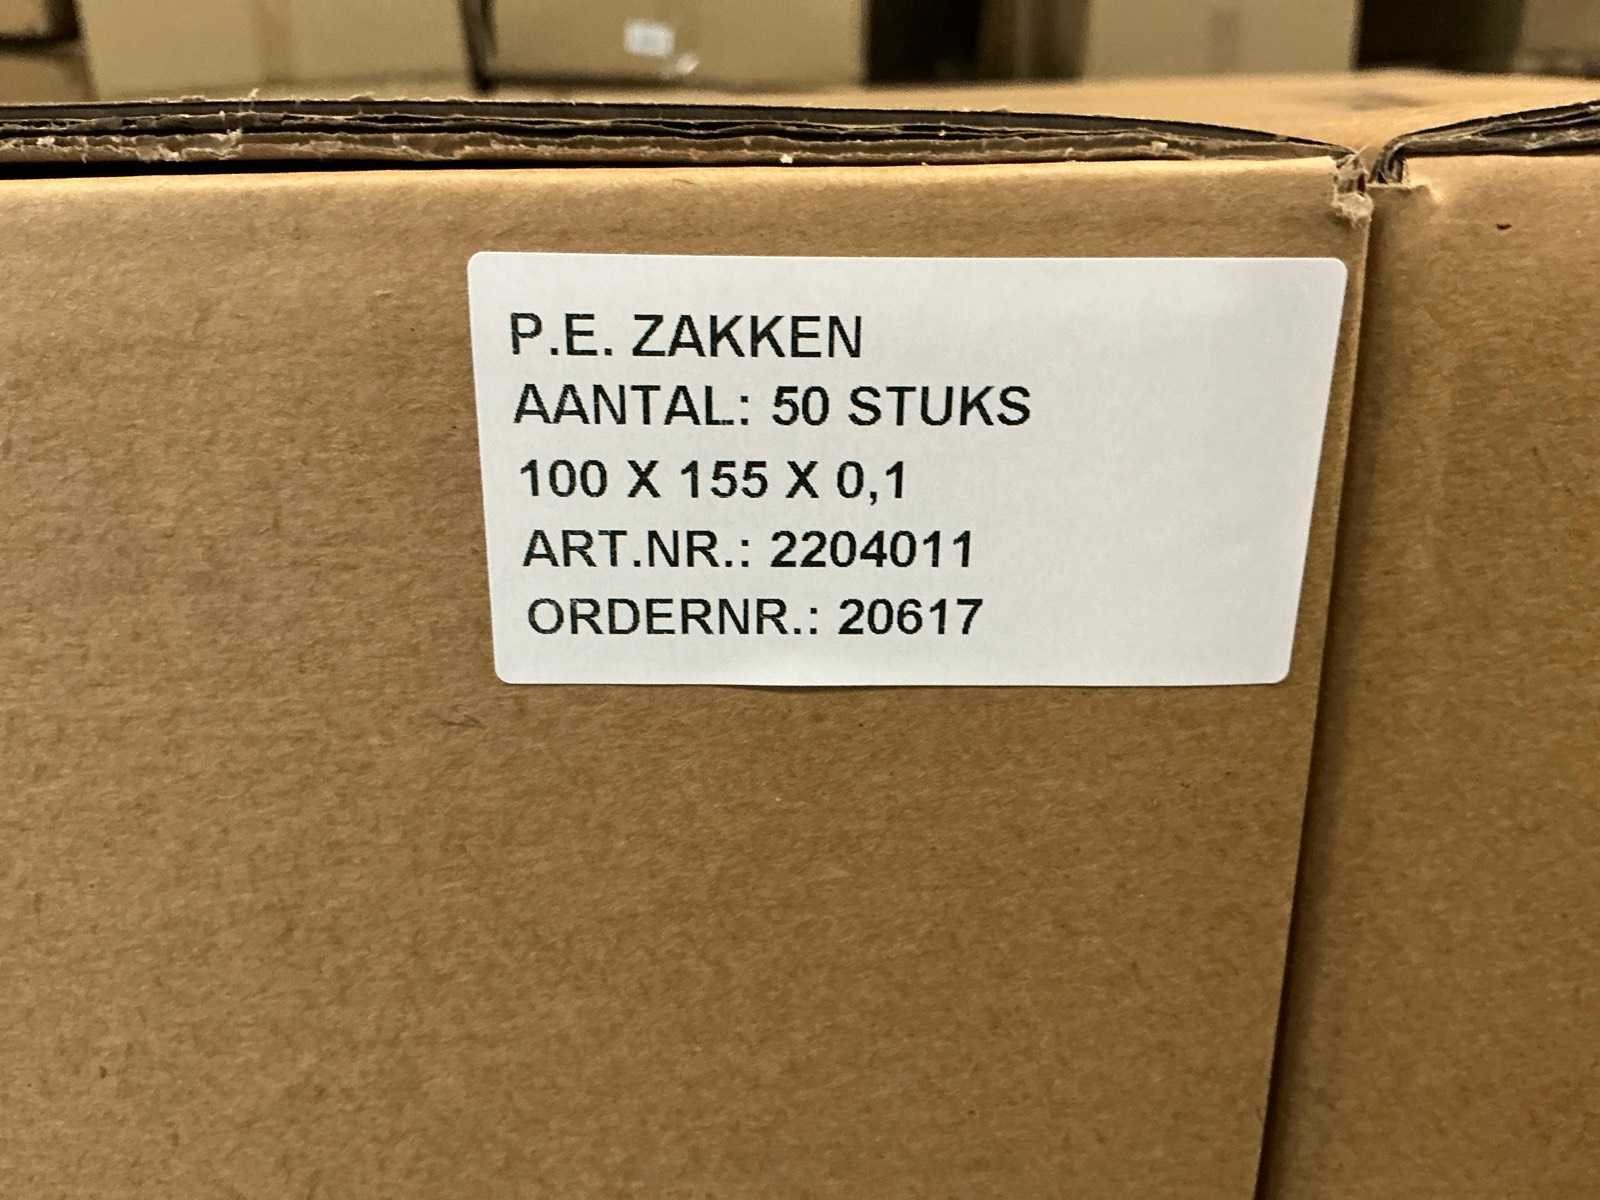 P.E. ZAKKEN
AANTAL: 50 STUKS
100 X 155 X 0,1
ART.NR.: 2204011
ORDERNR.: 20617